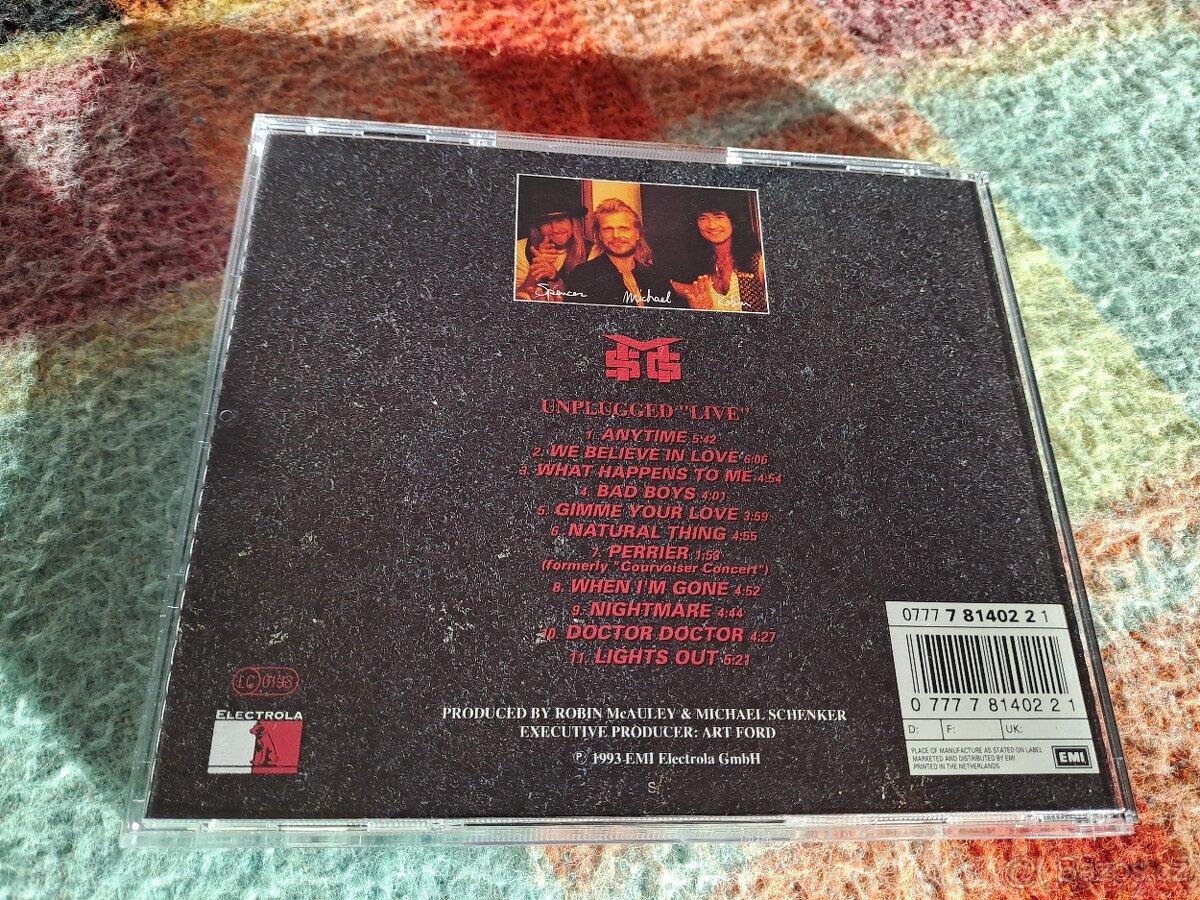 Spencer Michael Robin
MSG
UNPLUGGED "LIVE"
1. ANYTIME 5:42
2. WE BELIEVE IN LOVE 6:06
3. WHAT HAPPENS TO ME 4:54
4. BAD BOYS 4:01
5. GIMME YOUR LOVE 3:59
6. NATURAL THING 4:55
7. PERRIER 1:53
(formerly "Courvoiser Concert")
8. WHEN I'M GONE 4:52
9. NIGHTMARE 4:44
10. DOCTOR DOCTOR 4:27
11. LIGHTS OUT 5:21
PRODUCED BY ROBIN McAULEY & MICHAEL SCHENKER
EXECUTIVE PRODUCER: ART FORD
℗ 1993 EMI Electrola GmbH
S
LC 0193
ELECTROLA
0777 7 81402 2 1
0 777 7 81402 2 1
D: F: UK:
PLACE OF MANUFACTURE AS STATED ON LABEL
MARKETED AND DISTRIBUTED BY EMI
PRINTED IN THE NETHERLANDS
EMI
Bazos.cz